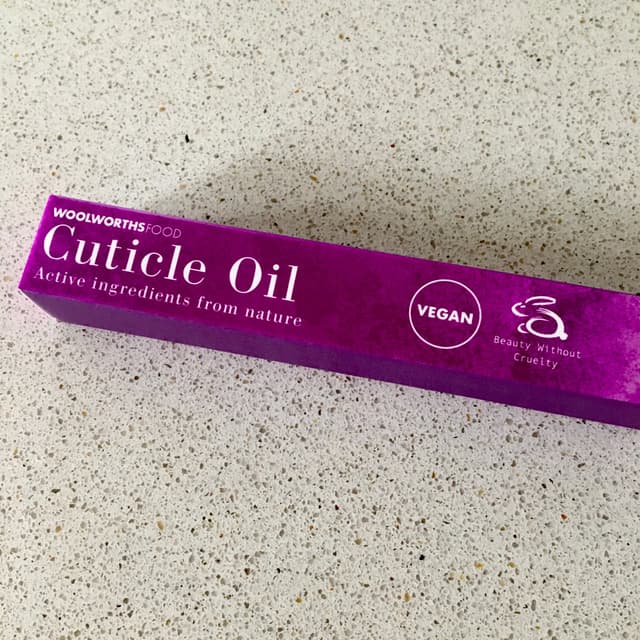 WOOLWORTHSFOOD
Cuticle Oil
Active ingredients from nature
VEGAN
Beauty Without
Cruelty